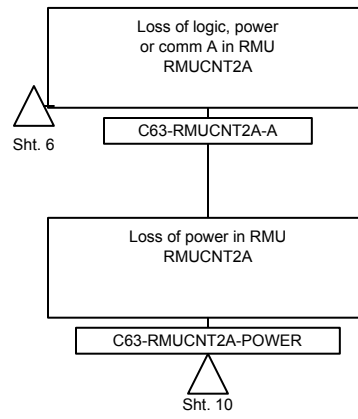 Loss of logic, power
or comm A in RMU
RMUCNT2A
C63-RMUCNT2A-A
Sht. 6
Loss of power in RMU
RMUCNT2A
C63-RMUCNT2A-POWER
Sht. 10